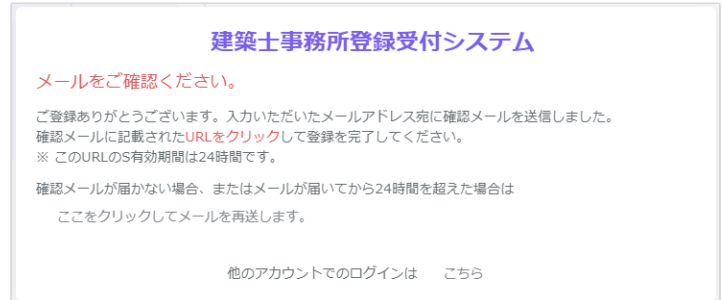 建築士事務所登録受付システム
メールをご確認ください。
ご登録ありがとうございます。入力いただいたメールアドレス宛に確認メールを送信しました。
確認メールに記載されたURLをクリックして登録を完了してください。
※ このURLのS有効期間は24時間です。
確認メールが届かない場合、またはメールが届いてから24時間を超えた場合は
ここをクリックしてメールを再送します。
他のアカウントでのログインは こちら